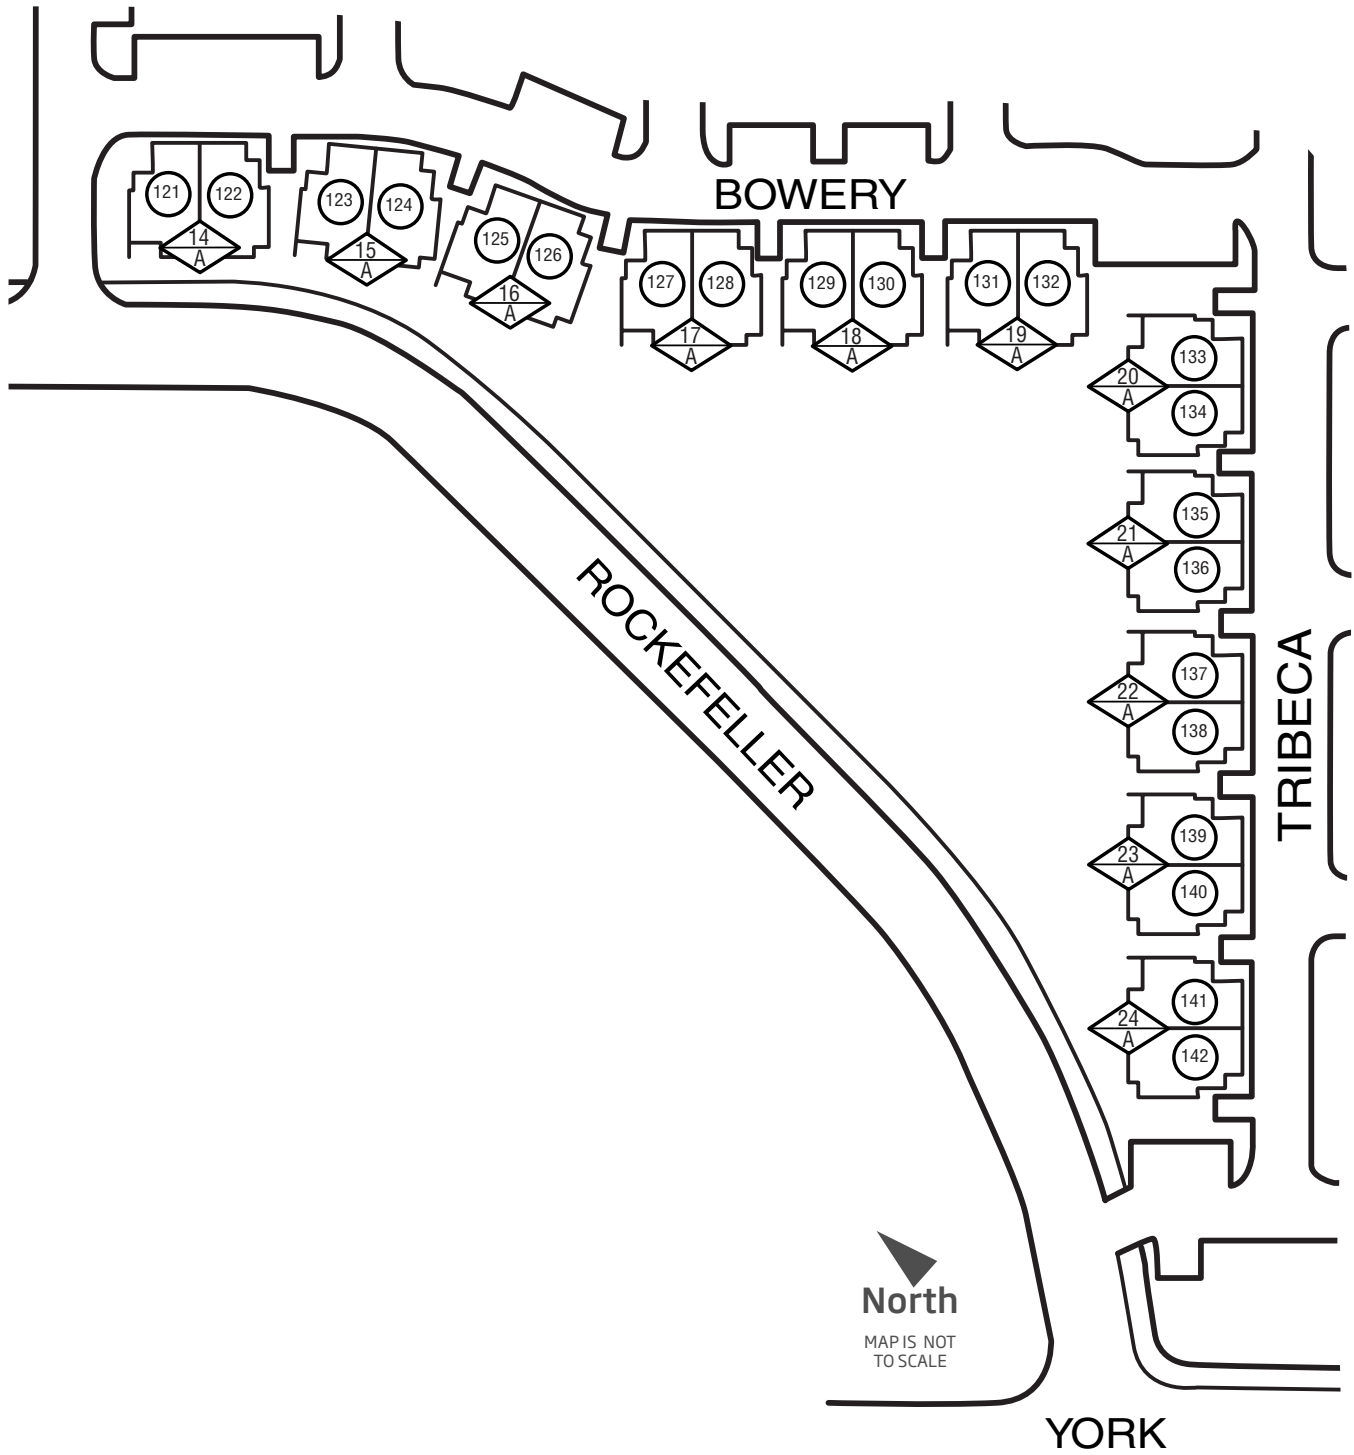 BOWERY
121
122
14
A
123
124
15
A
125
126
16
A
127
128
17
A
129
130
18
A
131
132
19
A
133
20
A
134
135
21
A
136
137
22
A
138
139
23
A
140
141
24
A
142
ROCKEFELLER
TRIBECA
North
MAP IS NOT
TO SCALE
YORK